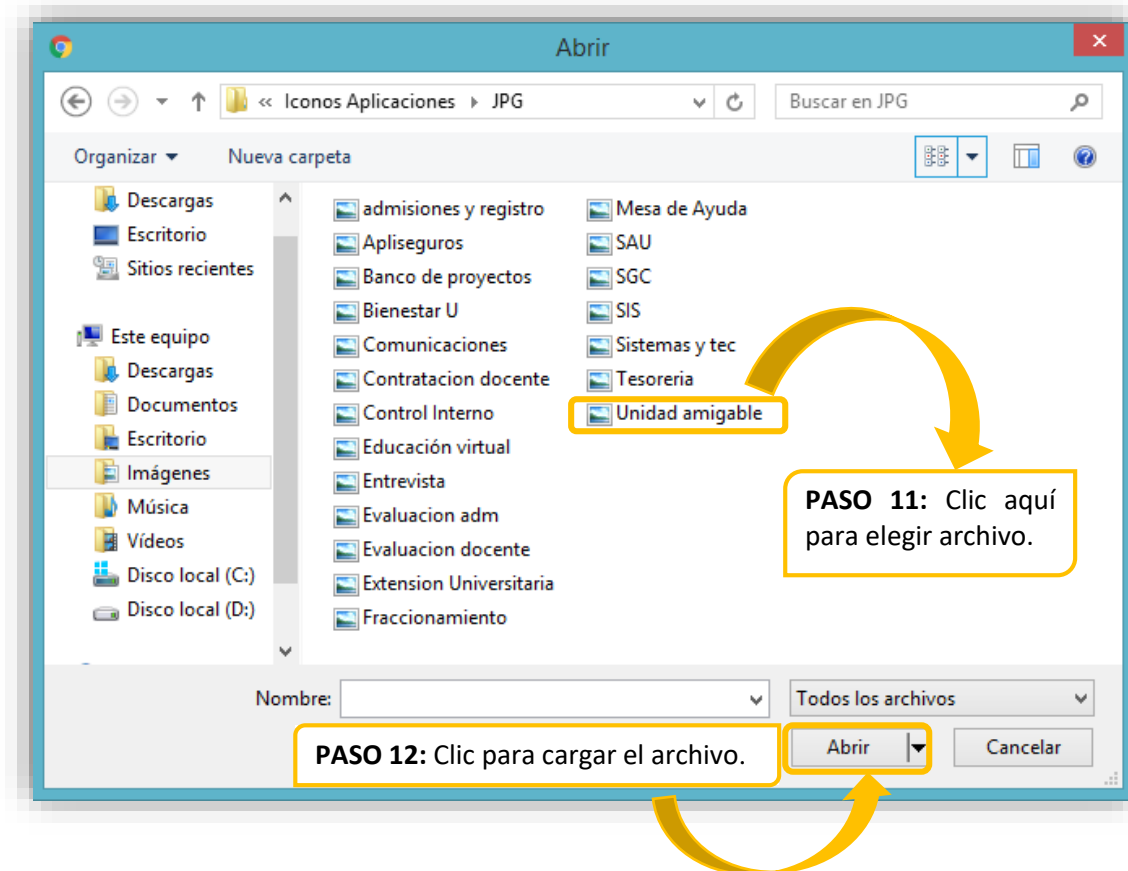 Abrir
« Iconos Aplicaciones JPG
Buscar en JPG
Organizar
Nueva carpeta
Descargas
Escritorio
Sitios recientes
Este equipo
Descargas
Documentos
Escritorio
Imágenes
Música
Vídeos
Disco local (C:)
Disco local (D:)
admisiones y registro
Apliseguros
Banco de proyectos
Bienestar U
Comunicaciones
Contratacion docente
Control Interno
Educación virtual
Entrevista
Evaluacion adm
Evaluacion docente
Extension Universitaria
Fraccionamiento
Mesa de Ayuda
SAU
SGC
SIS
Sistemas y tec
Tesoreria
Unidad amigable
PASO 11: Clic aquí
para elegir archivo.
Nombre:
Todos los archivos
PASO 12: Clic para cargar el archivo.
Abrir
Cancelar